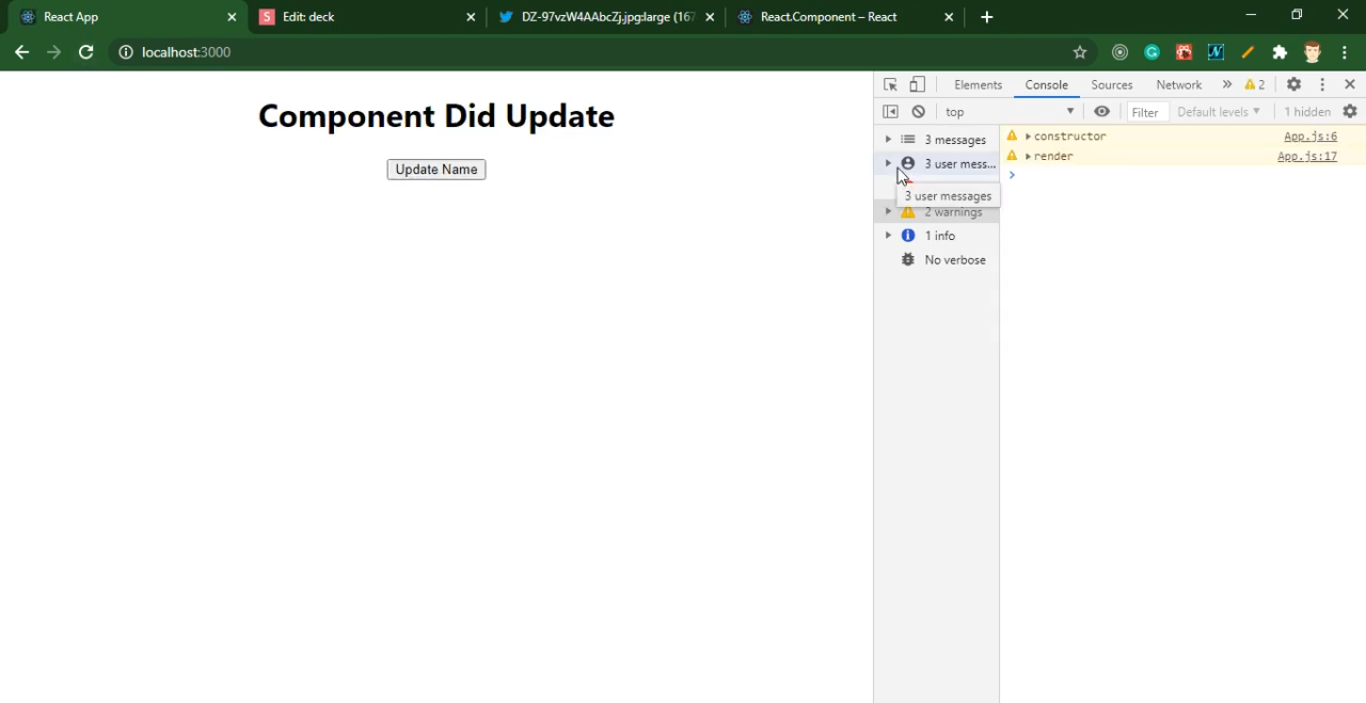 React App
Edit: deck
DZ-97vzW4AAbcZj.jpg:large (167
React.Component – React
localhost:3000
Component Did Update
Update Name
Elements Console Sources Network » 2
top Filter Default levels 1 hidden
3 messages
3 user mess...
3 user messages
2 warnings
1 info
No verbose
constructor App.js:6
render App.js:17